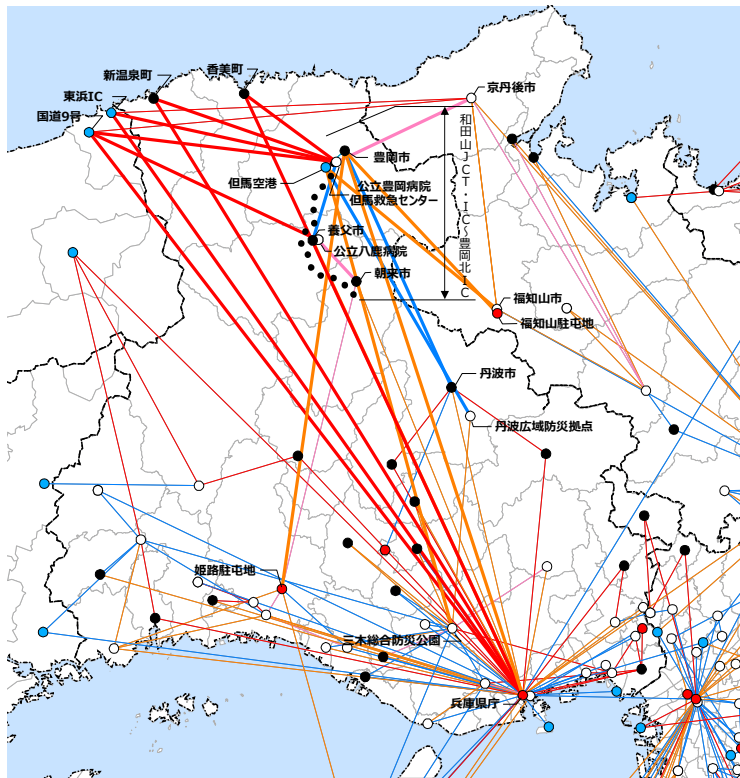 香美町
新温泉町
東浜IC
国道9号
京丹後市
和田山JCT・IC～豊岡北IC
豊岡市
但馬空港
公立豊岡病院
但馬救急センター
養父市
公立八鹿病院
朝来市
福知山市
福知山駐屯地
丹波市
丹波広域防災拠点
姫路駐屯地
三木総合防災公園
兵庫県庁